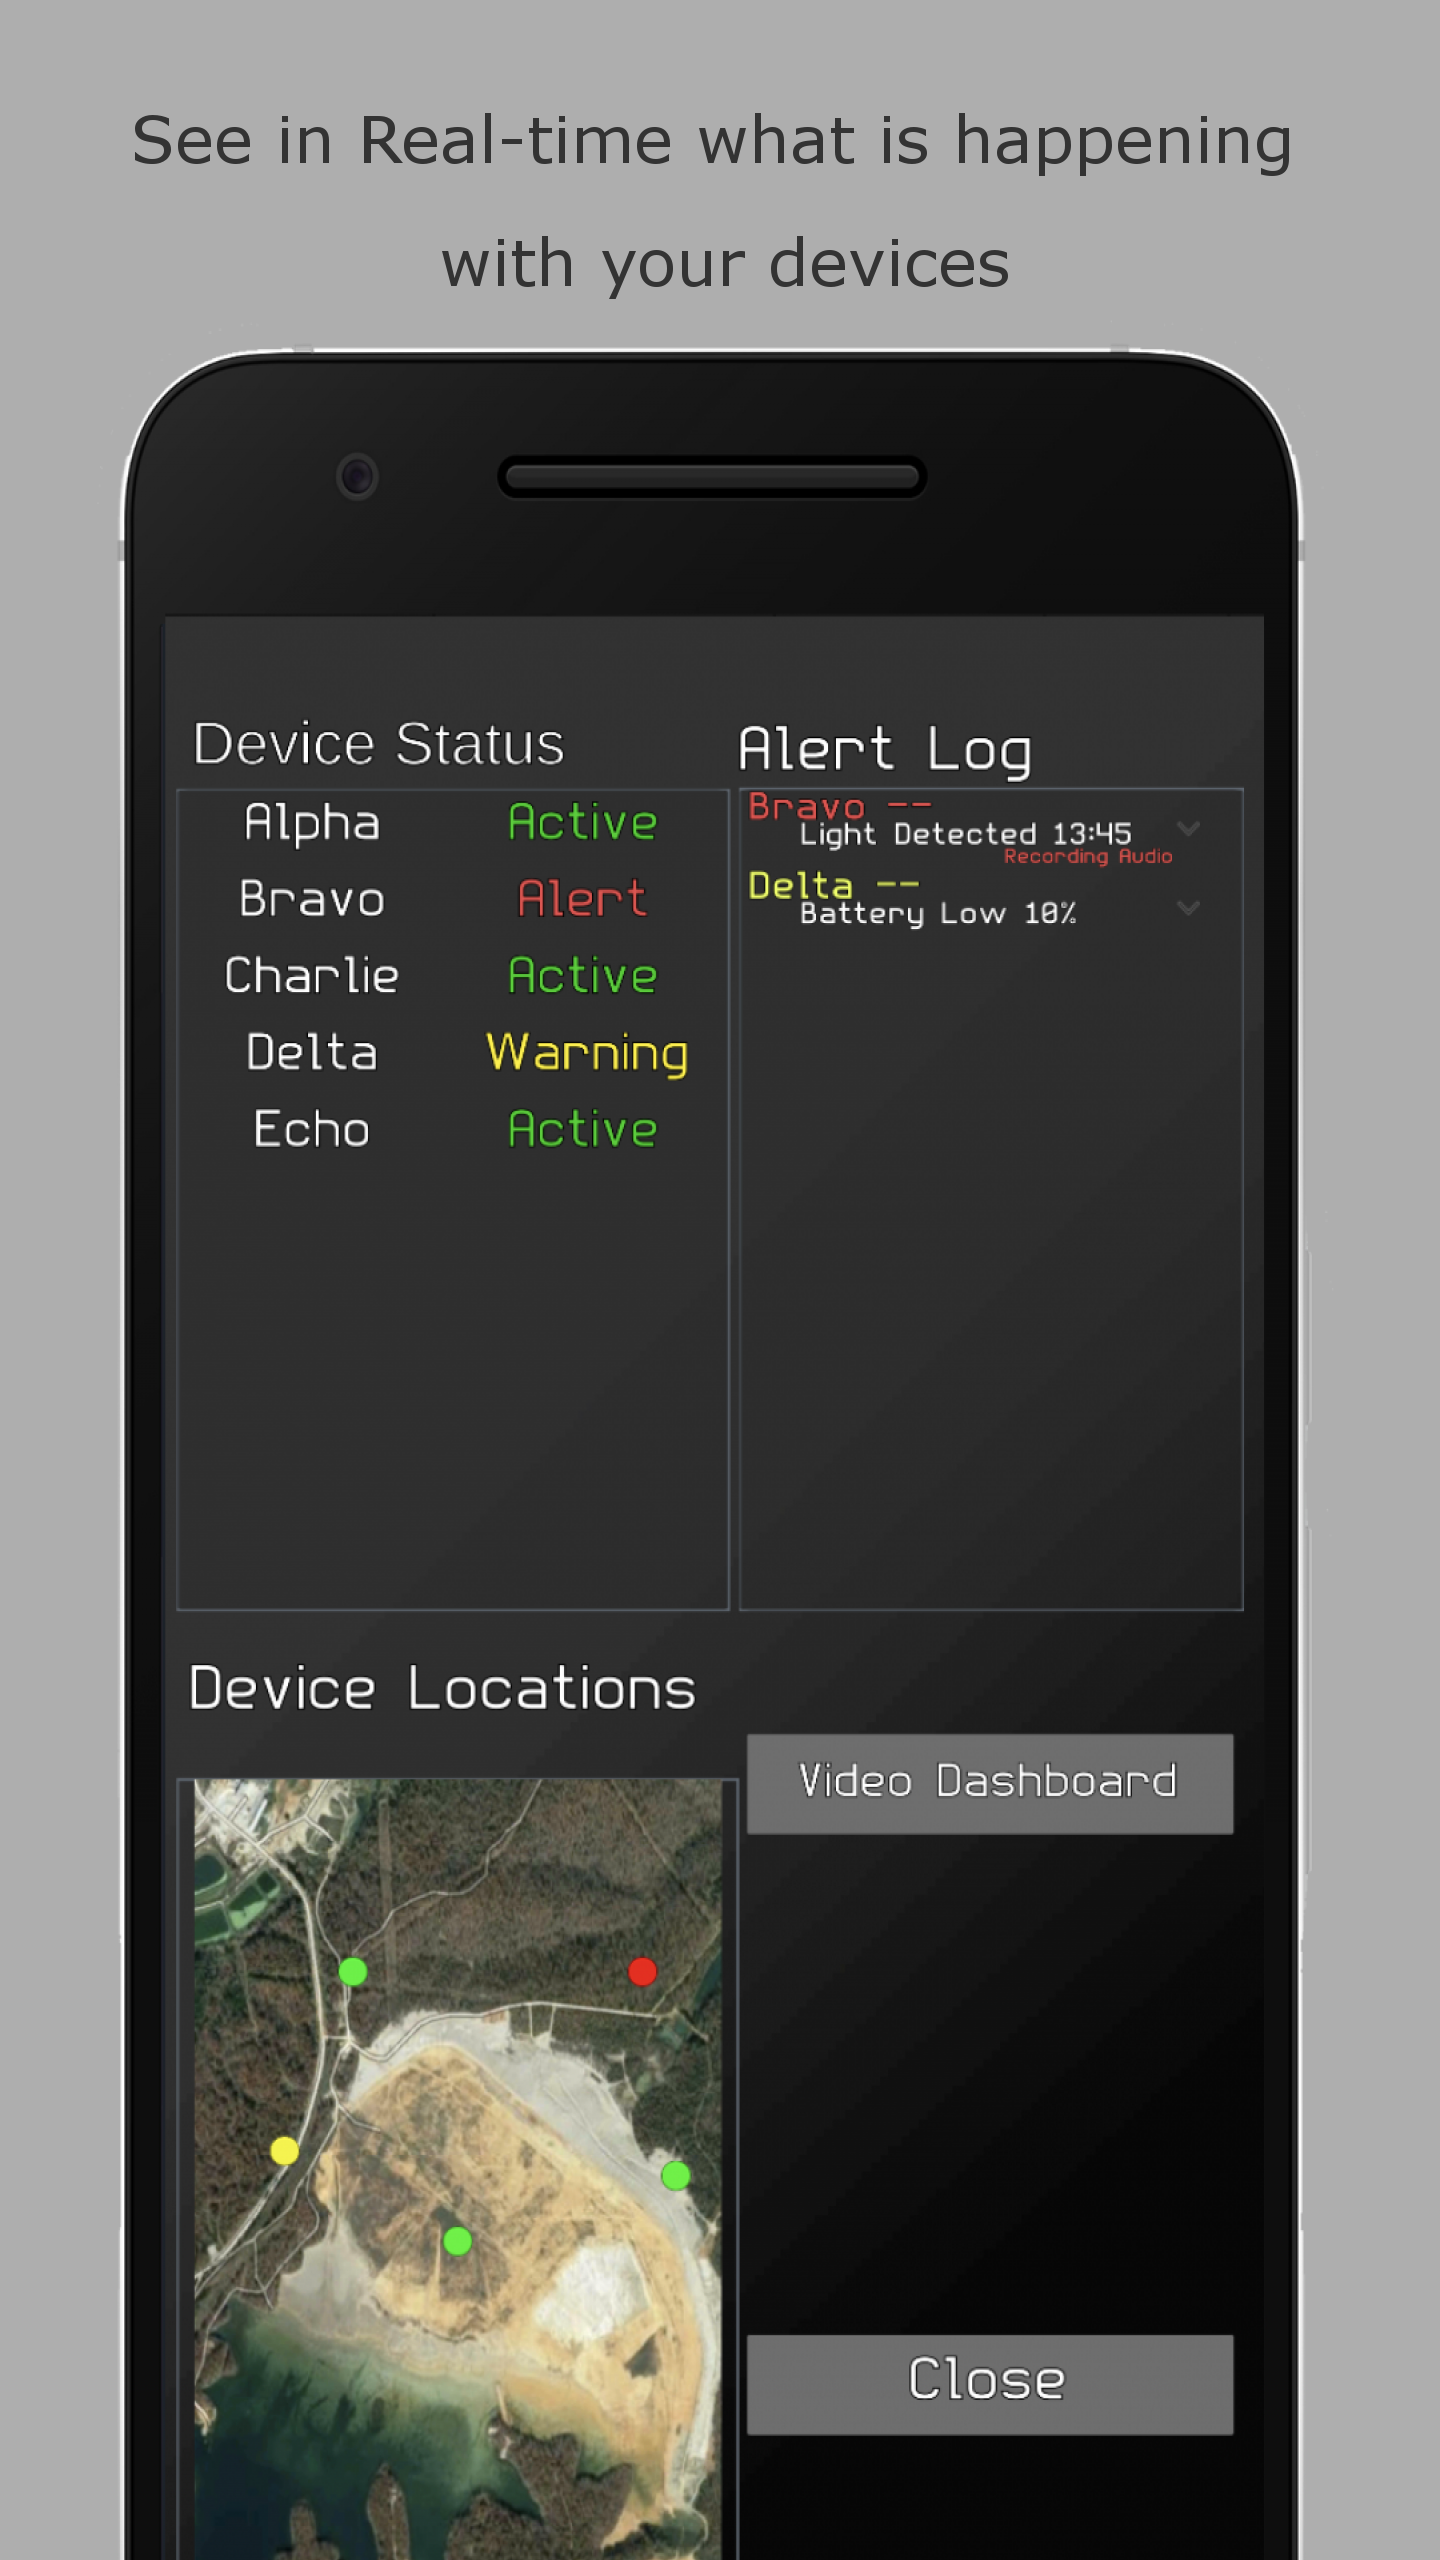 See in Real-time what is happening
with your devices
Device Status
Alpha Active
Bravo Alert
Charlie Active
Delta Warning
Echo Active
Alert Log
Bravo --
Light Detected 13:45
Recording Audio
Delta --
Battery Low 10%
Device Locations
Video Dashboard
Close